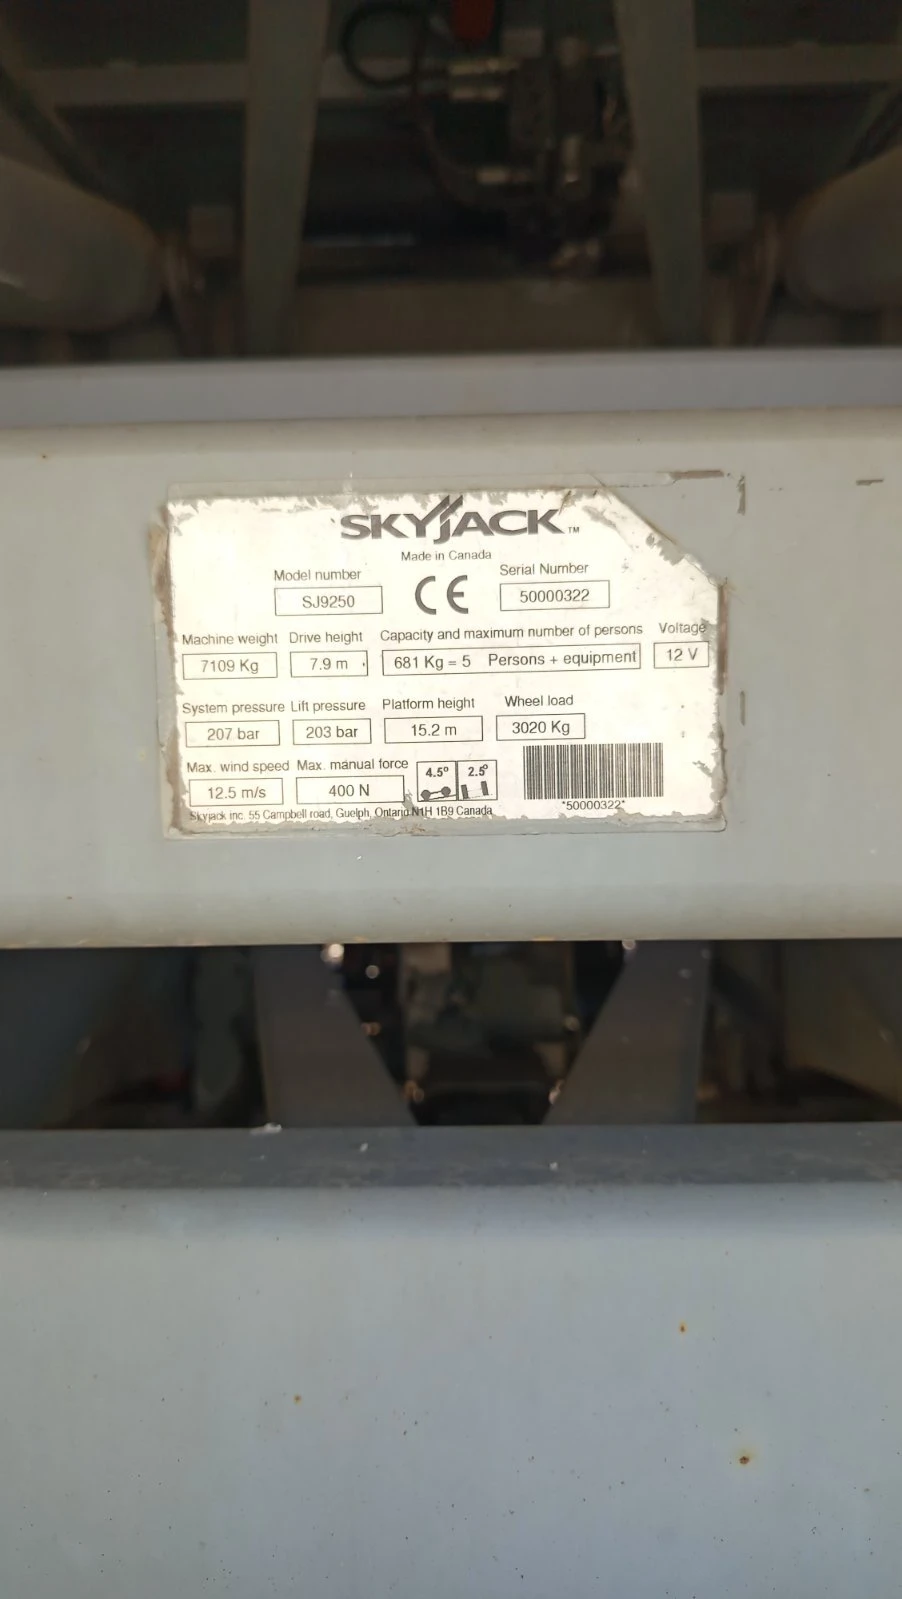 SKYJACK™
Made in Canada
Model number Serial Number
SJ9250 CE 50000322
Machine weight Drive height Capacity and maximum number of persons Voltage
7109 Kg 7.9 m 681 Kg = 5 Persons + equipment 12 V
System pressure Lift pressure Platform height Wheel load
207 bar 203 bar 15.2 m 3020 Kg
Max. wind speed Max. manual force 4.5° 2.5°
12.5 m/s 400 N
*50000322*
Skyjack inc. 55 Campbell road, Guelph, Ontario N1H 1B9 Canada